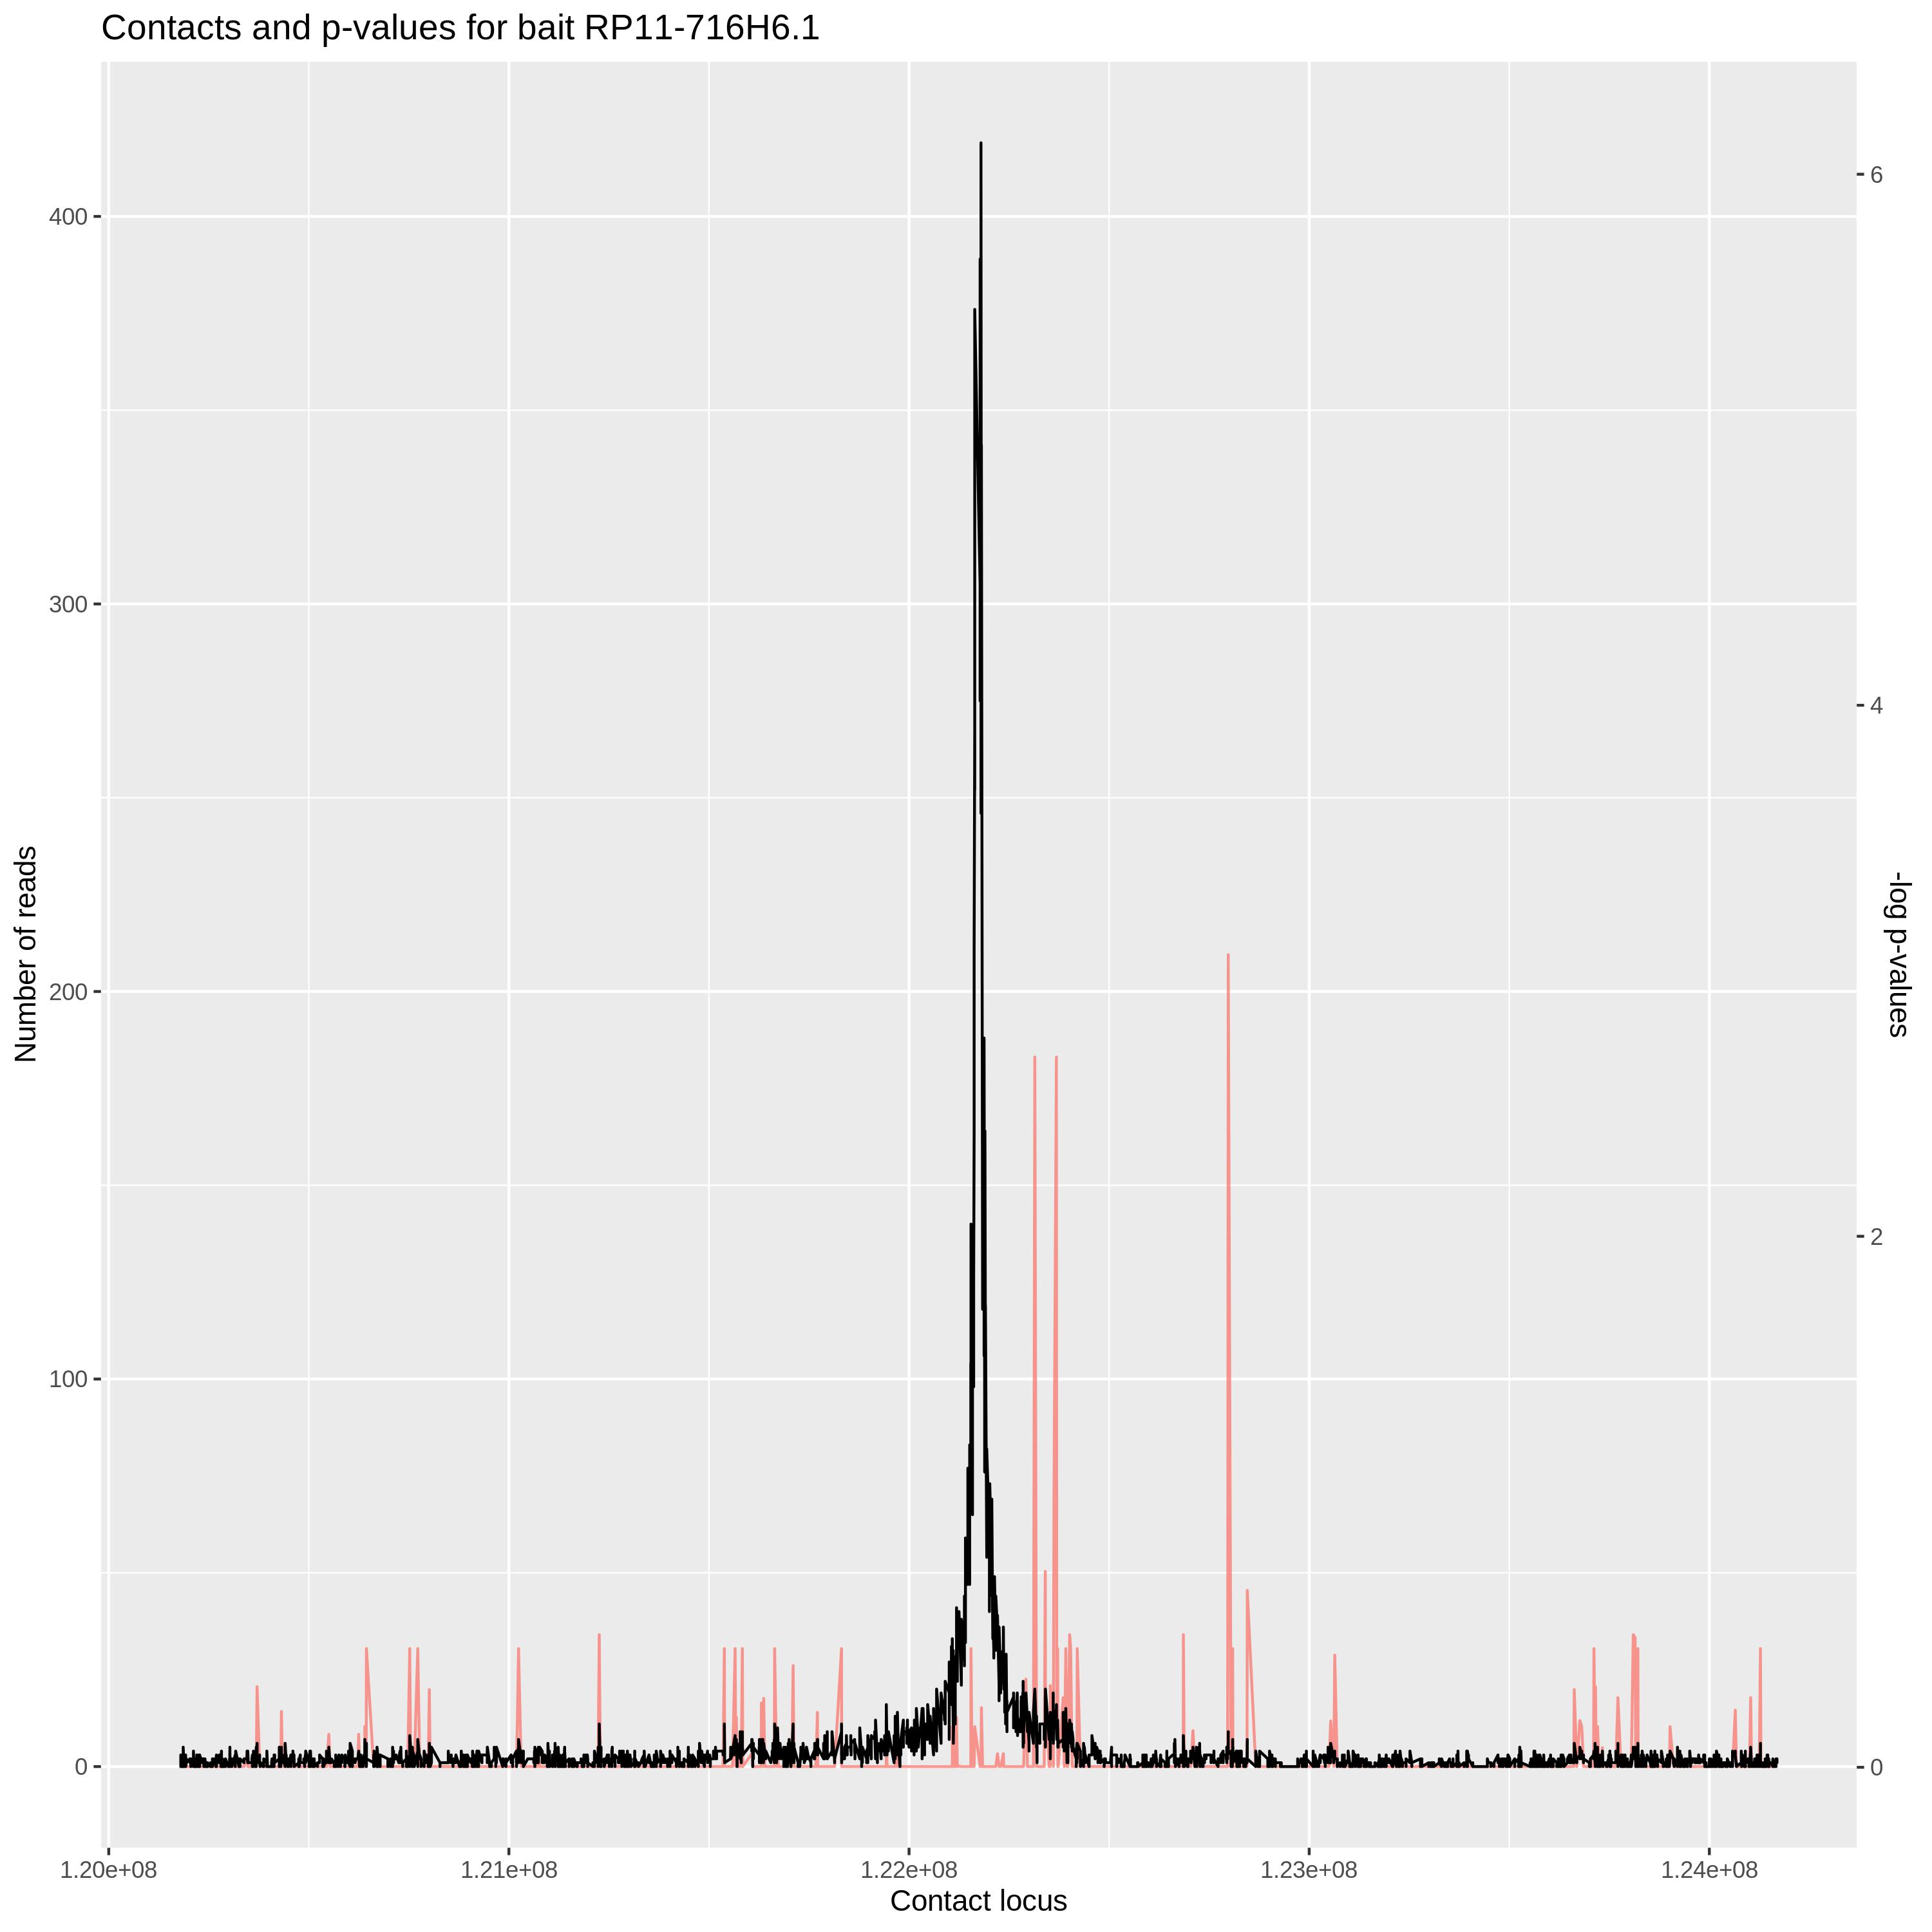 Contacts and p-values for bait RP11-716H6.1
400
300
200
100
0
6
4
2
0
Number of reads
-log p-values
1.20e+08
1.21e+08
1.22e+08
1.23e+08
1.24e+08
Contact locus